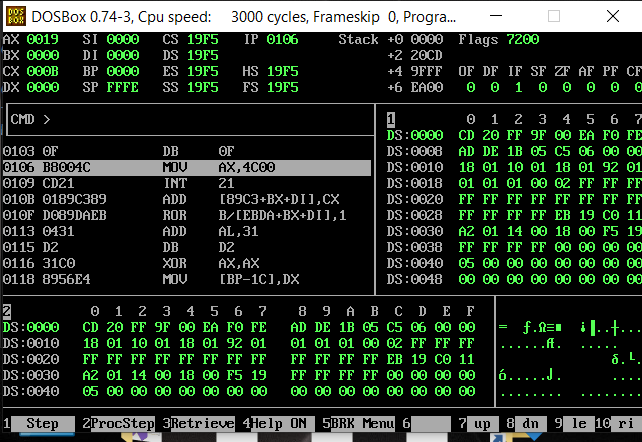 DOSBox 0.74-3, Cpu speed: 3000 cycles, Frameskip 0, Progra...
AX 0019 SI 0000 CS 19F5 IP 0106 Stack +0 0000 Flags 7200
BX 0000 DI 0000 DS 19F5 +2 20CD
CX 000B BP 0000 ES 19F5 HS 19F5 +4 9FFF OF DF IF SF ZF AF PF CF
DX 0000 SP FFFE SS 19F5 FS 19F5 +6 EA00 0 0 1 0 0 0 0 0
CMD >
0103 0F DB 0F
0106 B8004C MOV AX,4C00
0109 CD21 INT 21
010B 0189C389 ADD [89C3+BX+DI],CX
010F D089DAEB ROR B/[EBDA+BX+DI],1
0113 0431 ADD AL,31
0115 D2 DB D2
0116 31C0 XOR AX,AX
0118 8956E4 MOV [BP-1C],DX
1 0 1 2 3 4 5 6 7
DS:0000 CD 20 FF 9F 00 EA F0 FE
DS:0008 AD DE 1B 05 C5 06 00 00
DS:0010 18 01 10 01 18 01 92 01
DS:0018 01 01 01 00 02 FF FF FF
DS:0020 FF FF FF FF FF FF FF FF
DS:0028 FF FF FF FF EB 19 C0 11
DS:0030 A2 01 14 00 18 00 F5 19
DS:0038 FF FF FF FF 00 00 00 00
DS:0040 05 00 00 00 00 00 00 00
DS:0048 00 00 00 00 00 00 00 00
2 0 1 2 3 4 5 6 7 8 9 A B C D E F
DS:0000 CD 20 FF 9F 00 EA F0 FE AD DE 1B 05 C5 06 00 00
DS:0010 18 01 10 01 18 01 92 01 01 01 01 00 02 FF FF FF
DS:0020 FF FF FF FF FF FF FF FF FF FF FF FF EB 19 C0 11
DS:0030 A2 01 14 00 18 00 F5 19 FF FF FF FF 00 00 00 00
DS:0040 05 00 00 00 00 00 00 00 00 00 00 00 00 00 00 00
1 Step 2ProcStep 3Retrieve 4Help ON 5BRK Menu 6 7 up 8 dn 9 le 10 ri